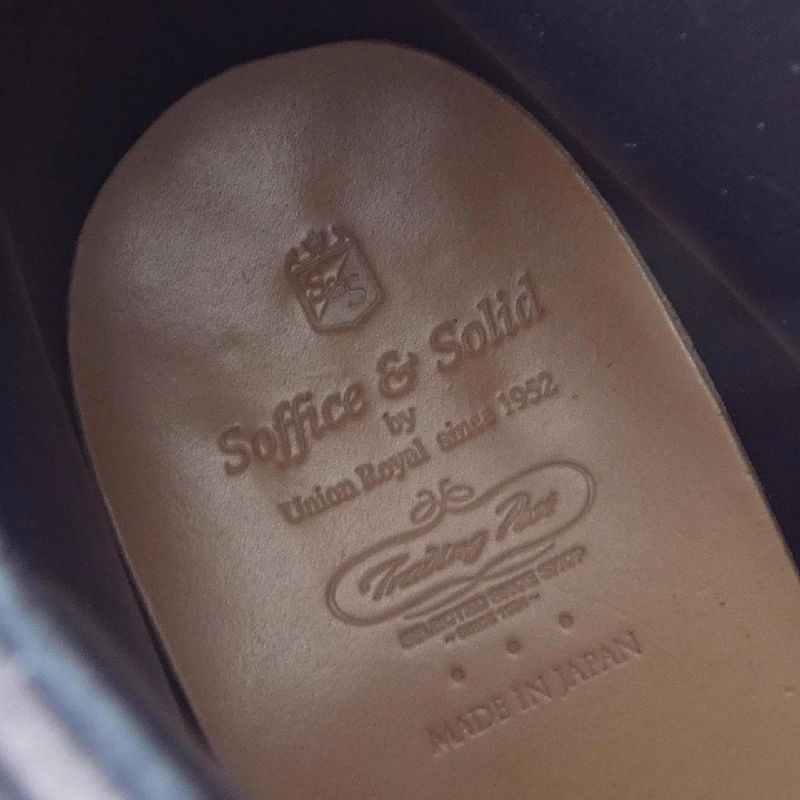 S&S
Soffice & Solid
by
Union Royal since 1952
Trading Post
SELECTED SHOE SHOP
MADE IN JAPAN